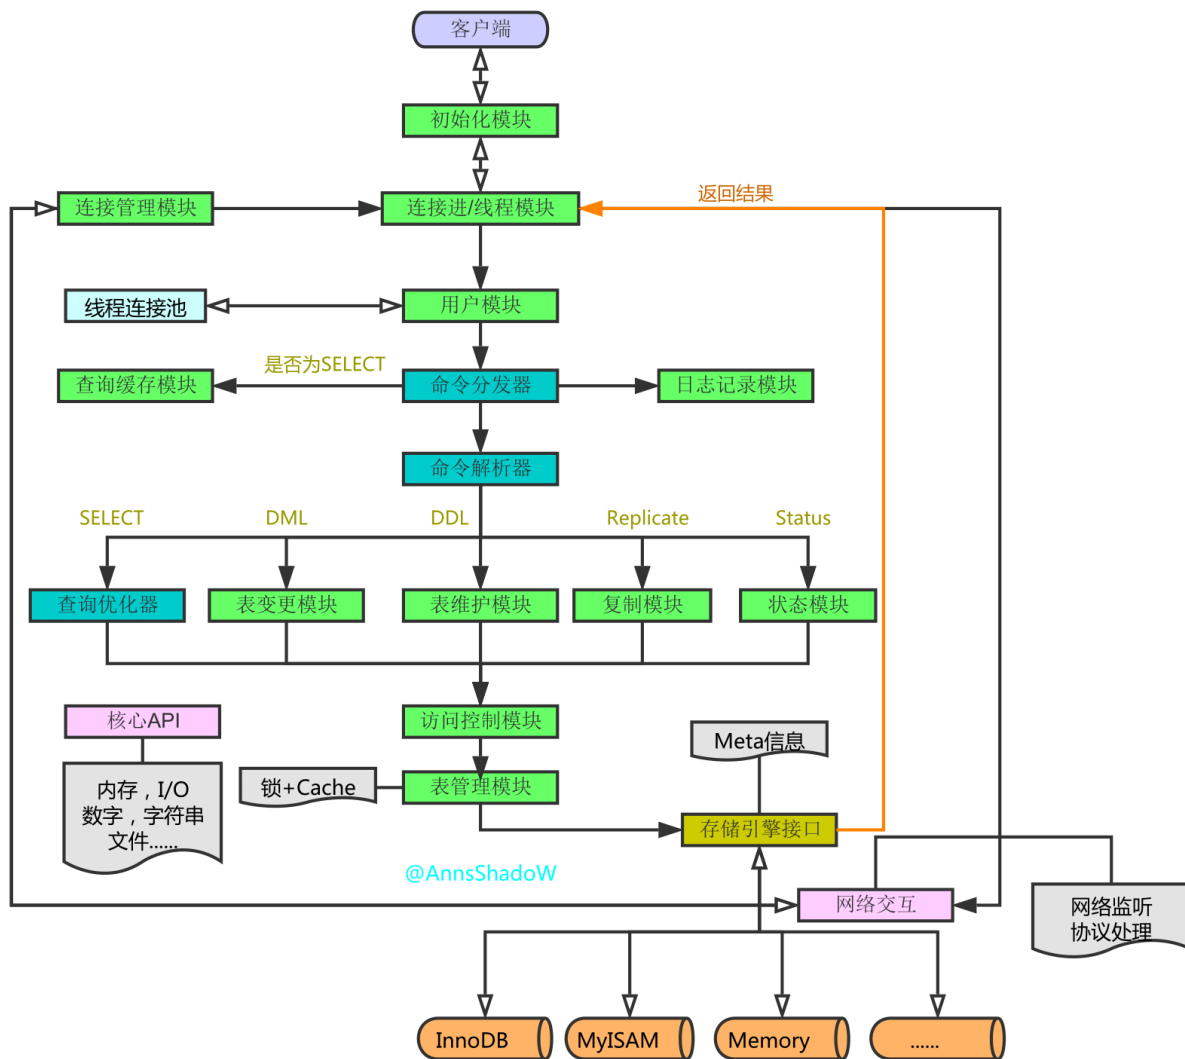 客户端
初始化模块
返回结果
连接管理模块
连接进/线程模块
线程连接池
用户模块
是否为SELECT
查询缓存模块
命令分发器
日志记录模块
命令解析器
SELECT
DML
DDL
Replicate
Status
查询优化器
表变更模块
表维护模块
复制模块
状态模块
核心API
访问控制模块
Meta信息
内存，I/O
数字，字符串
文件......
锁+Cache
表管理模块
存储引擎接口
@AnnsShadoW
网络交互
网络监听
协议处理
InnoDB
MyISAM
Memory
......